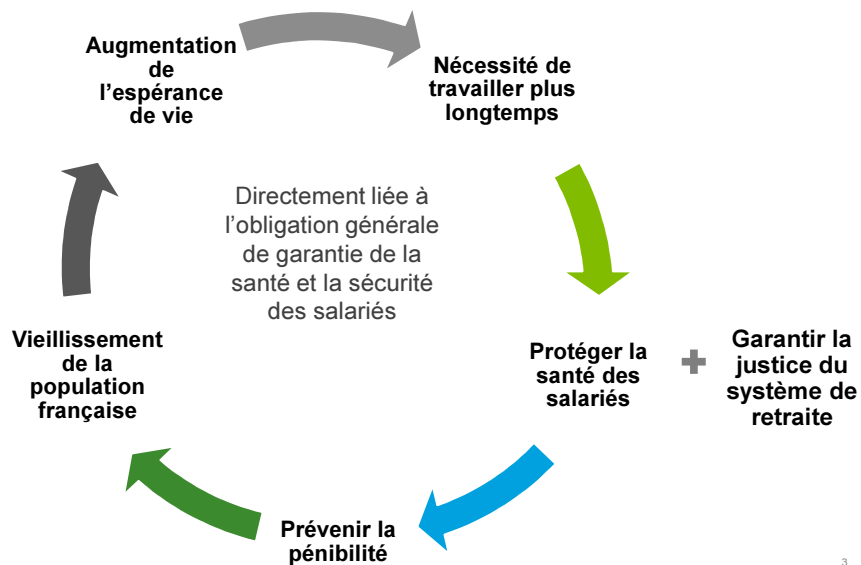 Augmentation
de
l’espérance
de vie
Nécessité de
travailler plus
longtemps
Directement liée à
l’obligation générale
de garantie de la
santé et la sécurité
des salariés
Protéger la
santé des
salariés
Garantir la
justice du
système de
retraite
Prévenir la
pénibilité
Vieillissement
de la
population
française
3